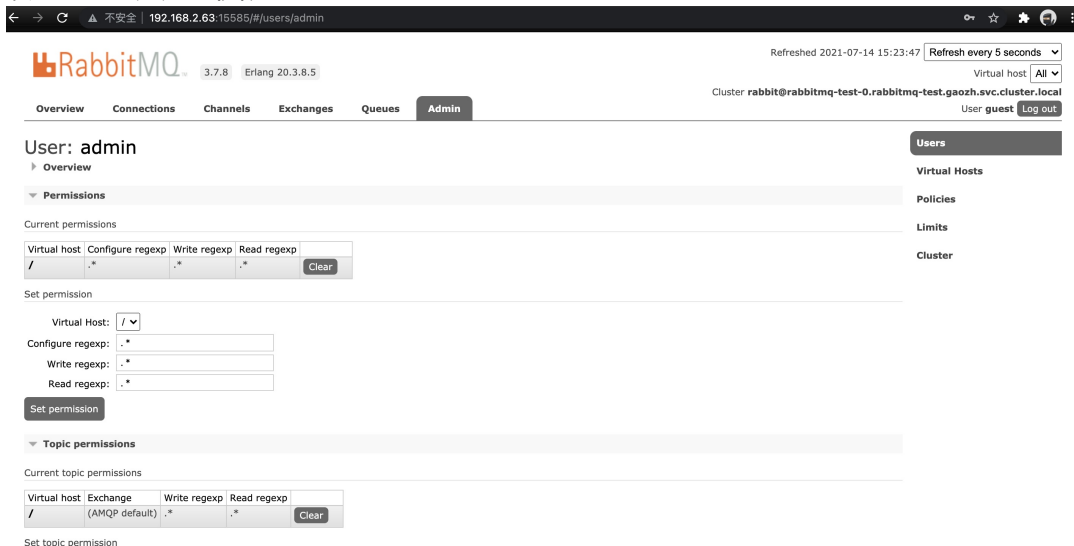 不安全 | 192.168.2.63:15585/#/users/admin
Refreshed 2021-07-14 15:23:47 Refresh every 5 seconds
RabbitMQ 3.7.8 Erlang 20.3.8.5
Virtual host All
Cluster rabbit@rabbitmq-test-0.rabbitmq-test.gaozh.svc.cluster.local
Overview Connections Channels Exchanges Queues Admin
User guest Log out
User: admin
Overview
Permissions
Current permissions
Virtual host Configure regexp Write regexp Read regexp
/ .* .* .* Clear
Set permission
Virtual Host: /
Configure regexp: .*
Write regexp: .*
Read regexp: .*
Set permission
Topic permissions
Current topic permissions
Virtual host Exchange Write regexp Read regexp
/ (AMQP default) .* .* Clear
Set topic permission
Users
Virtual Hosts
Policies
Limits
Cluster